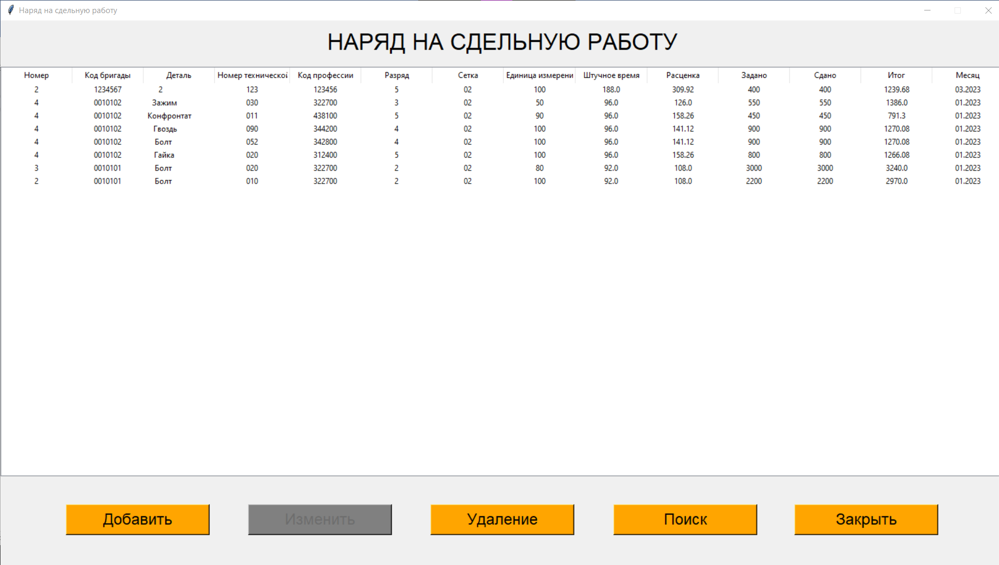 Наряд на сдельную работу
НАРЯД НА СДЕЛЬНУЮ РАБОТУ
Номер Код бригады Деталь Номер технической Код профессии Разряд Сетка Единица измерени Штучное время Расценка Задано Сдано Итог Месяц
2 1234567 2 123 123456 5 02 100 188.0 309.92 400 400 1239.68 03.2023
4 0010102 Зажим 030 322700 3 02 50 96.0 126.0 550 550 1386.0 01.2023
4 0010102 Конфронтат 011 438100 5 02 90 96.0 158.26 450 450 791.3 01.2023
4 0010102 Гвоздь 090 344200 4 02 100 96.0 141.12 900 900 1270.08 01.2023
4 0010102 Болт 052 342800 4 02 100 96.0 141.12 900 900 1270.08 01.2023
4 0010102 Гайка 020 312400 5 02 100 96.0 158.26 800 800 1266.08 01.2023
3 0010101 Болт 020 322700 2 02 80 92.0 108.0 3000 3000 3240.0 01.2023
2 0010101 Болт 010 322700 2 02 100 92.0 108.0 2200 2200 2970.0 01.2023
Добавить Изменить Удаление Поиск Закрыть